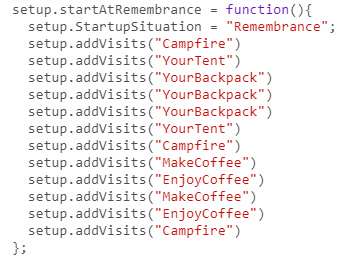 setup.startAtRemembrance = function(){
  setup.StartupSituation = "Remembrance";
  setup.addVisits("Campfire")
  setup.addVisits("YourTent")
  setup.addVisits("YourBackpack")
  setup.addVisits("YourBackpack")
  setup.addVisits("YourBackpack")
  setup.addVisits("YourTent")
  setup.addVisits("Campfire")
  setup.addVisits("MakeCoffee")
  setup.addVisits("EnjoyCoffee")
  setup.addVisits("MakeCoffee")
  setup.addVisits("EnjoyCoffee")
  setup.addVisits("Campfire")
};